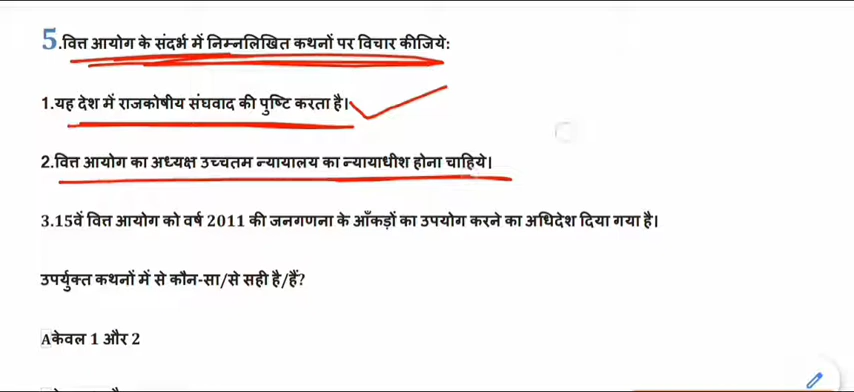 5.वित्त आयोग के संदर्भ में निम्नलिखित कथनों पर विचार कीजिये:
1.यह देश में राजकोषीय संघवाद की पुष्टि करता है।
2.वित्त आयोग का अध्यक्ष उच्चतम न्यायालय का न्यायाधीश होना चाहिये।
3.15वें वित्त आयोग को वर्ष 2011 की जनगणना के आँकड़ों का उपयोग करने का अधिदेश दिया गया है।
उपर्युक्त कथनों में से कौन-सा/से सही है/हैं?
Aकेवल 1 और 2